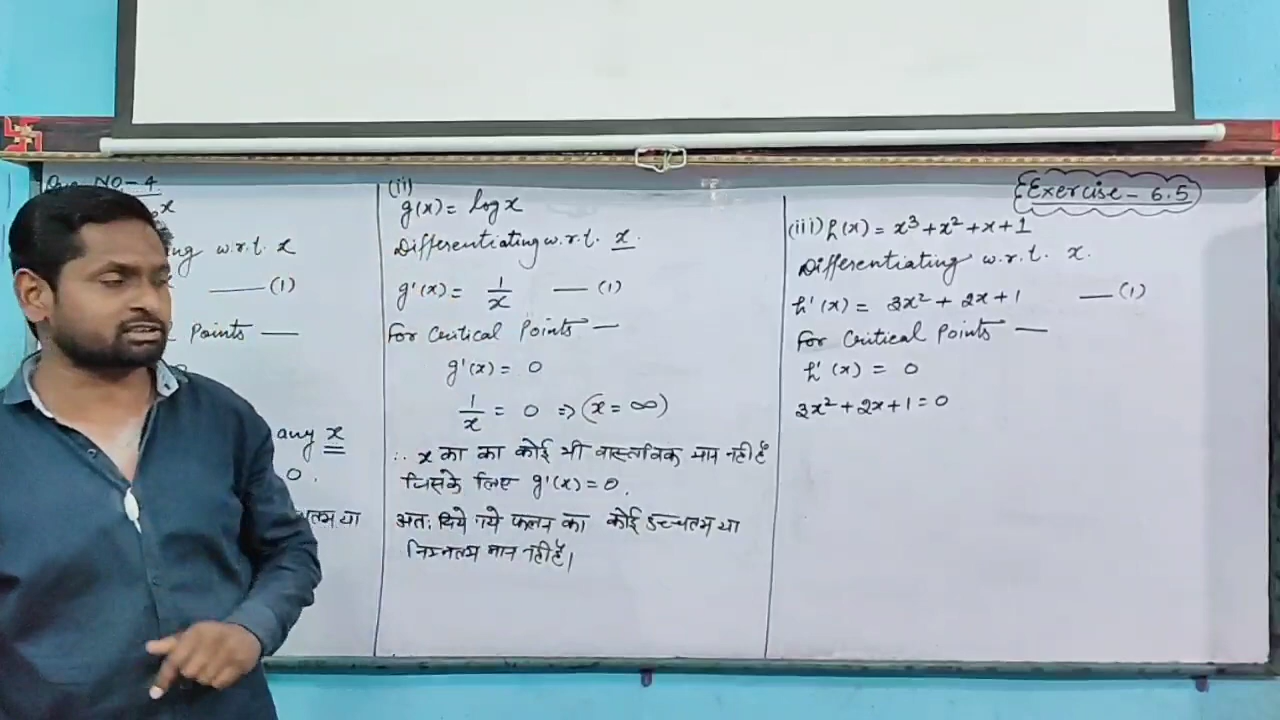 Que. NO-4
x
w.r.t. x
—(1)
Points —
any x
0.
या
(ii)
g(x) = log x
Differentiating w.r.t. x.
g'(x) = 1/x —(1)
For Critical Points —
g'(x) = 0
1/x = 0 => (x = ∞)
∴ x का का कोई भी वास्तविक मान नही है
जिसके लिए g'(x) = 0.
अतः दिये गये फलन का कोई उच्चतम या
निम्नतम मान नही है।
Exercise - 6.5
(iii) h(x) = x³ + x² + x + 1
Differentiating w.r.t. x.
h'(x) = 3x² + 2x + 1 —(1)
For Critical Points —
h'(x) = 0
3x² + 2x + 1 = 0